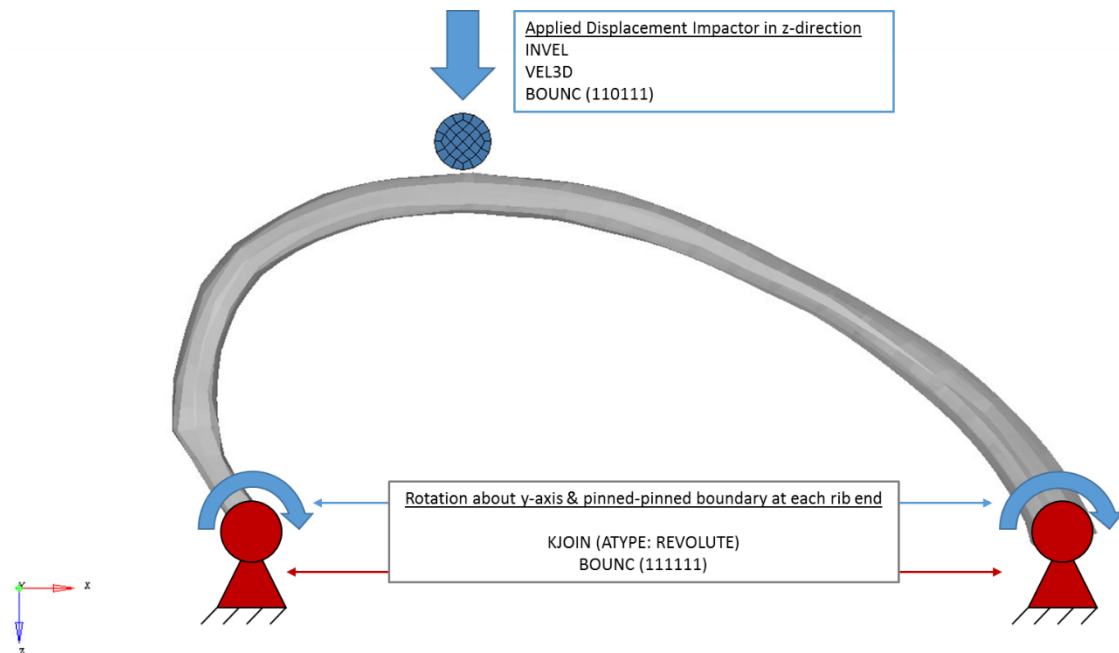 Applied Displacement Impactor in z-direction
INVEL
VEL3D
BOUNC (110111)
Rotation about y-axis & pinned-pinned boundary at each rib end
KJOIN (ATYPE: REVOLUTE)
BOUNC (111111)
Y
X
Z